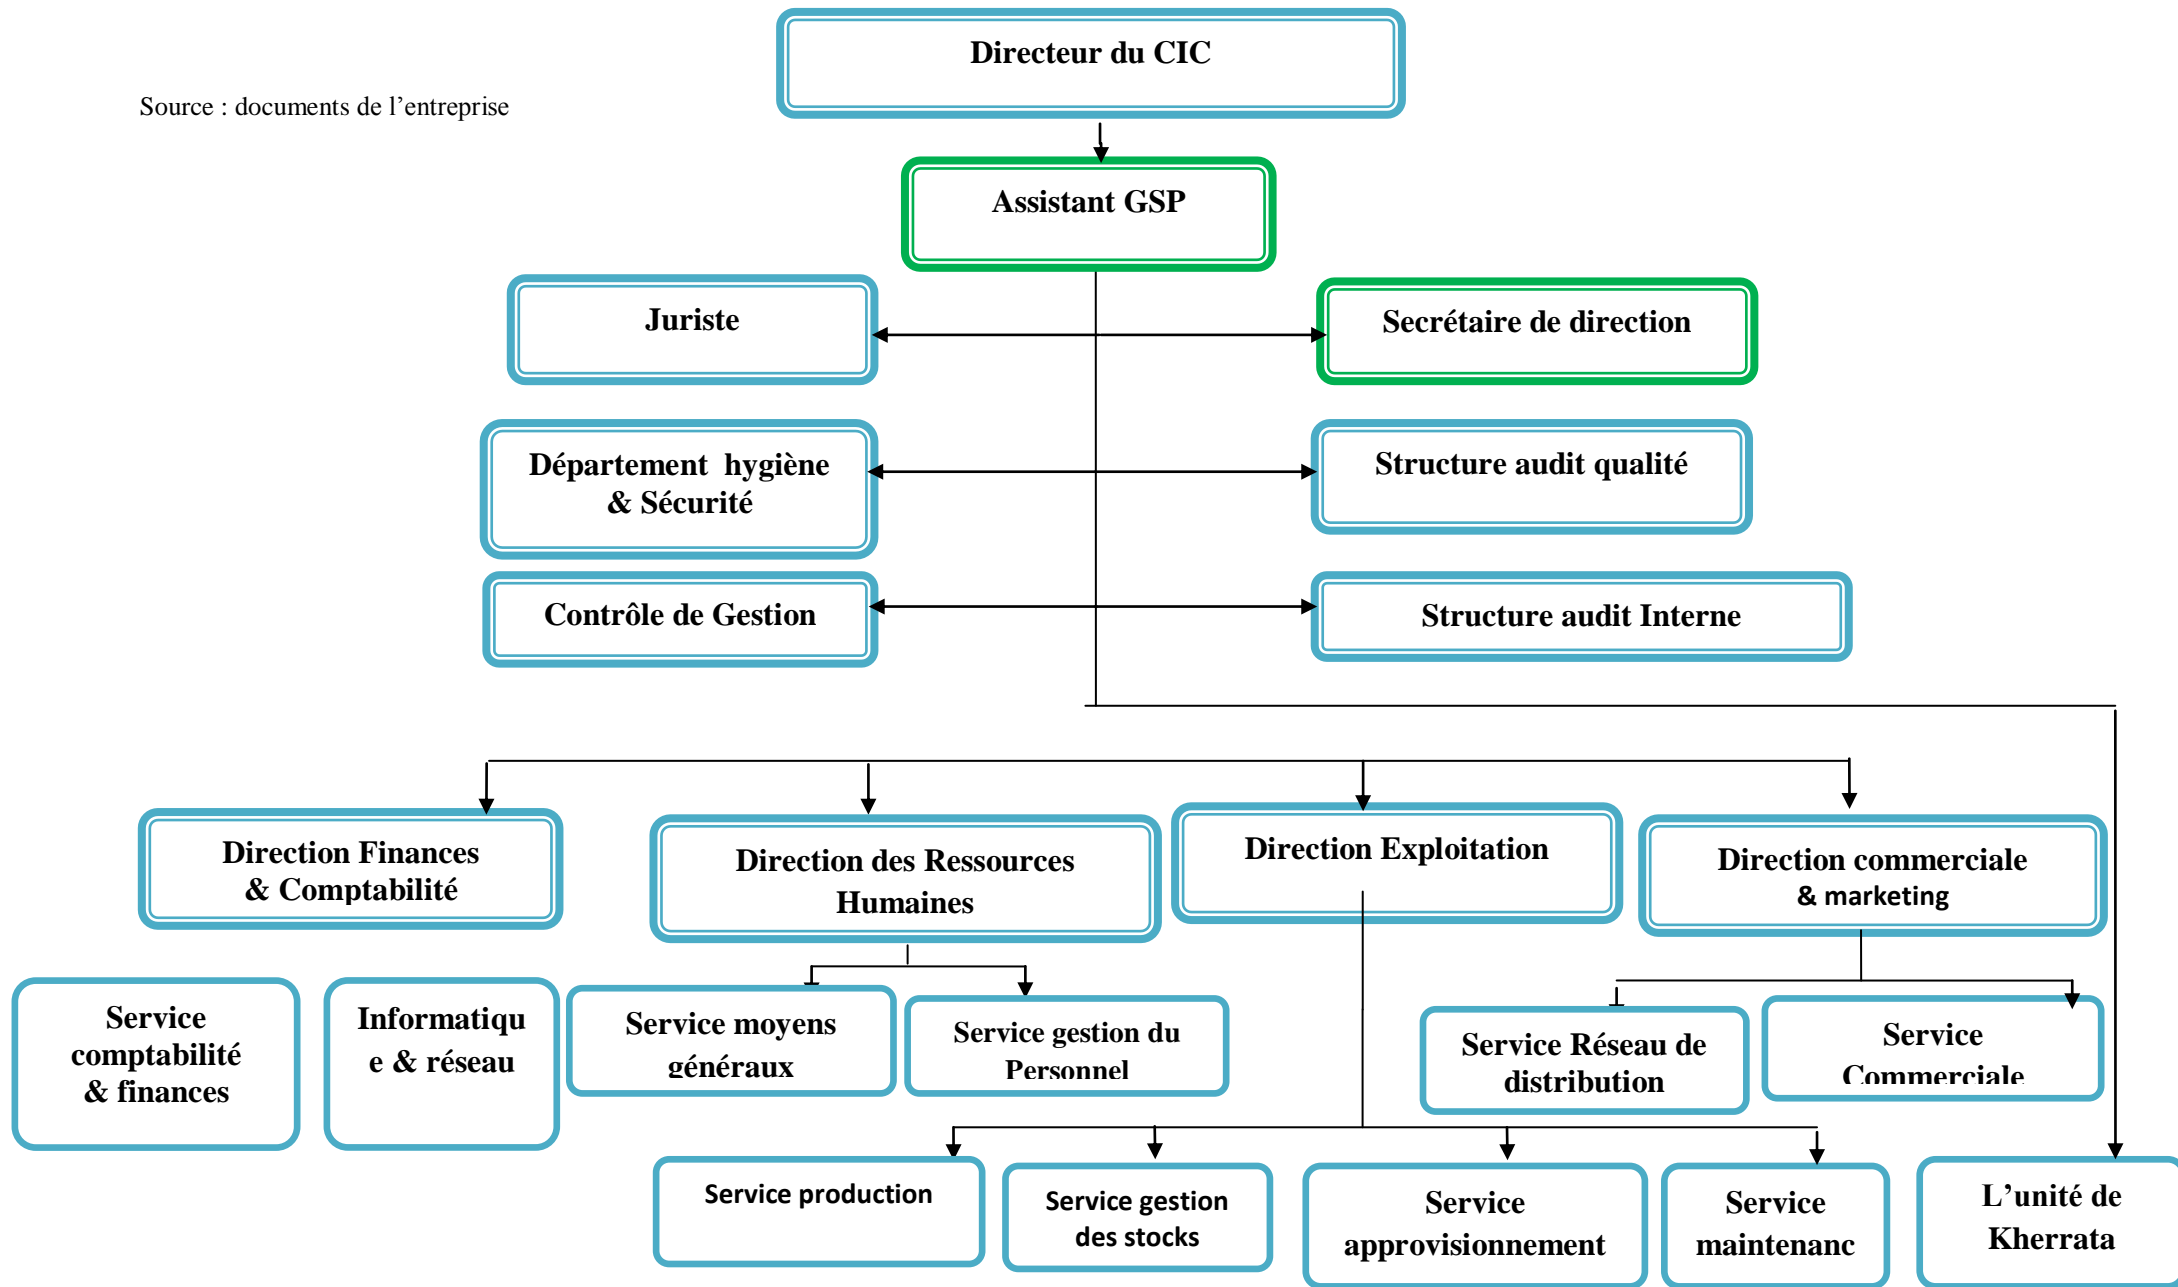 Directeur du CIC
Source : documents de l’entreprise
Assistant GSP
Juriste
Secrétaire de direction
Département  hygiène
& Sécurité
Structure audit qualité
Contrôle de Gestion
Structure audit Interne
Direction Finances
& Comptabilité
Direction des Ressources
Humaines
Direction Exploitation
Direction commerciale
& marketing
Service
comptabilité
& finances
Informatiqu
e & réseau
Service moyens
généraux
Service gestion du
Personnel
Service Réseau de
distribution
Service
Commerciale
Service production
Service gestion
des stocks
Service
approvisionnement
Service
maintenanc
L’unité de
Kherrata